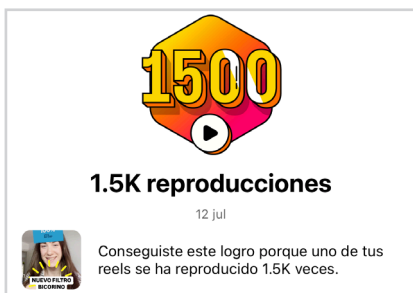 1500
1.5K reproducciones
12 jul
Conseguiste este logro porque uno de tus
reels se ha reproducido 1.5K veces.
NUEVO FILTRO
BICORINO